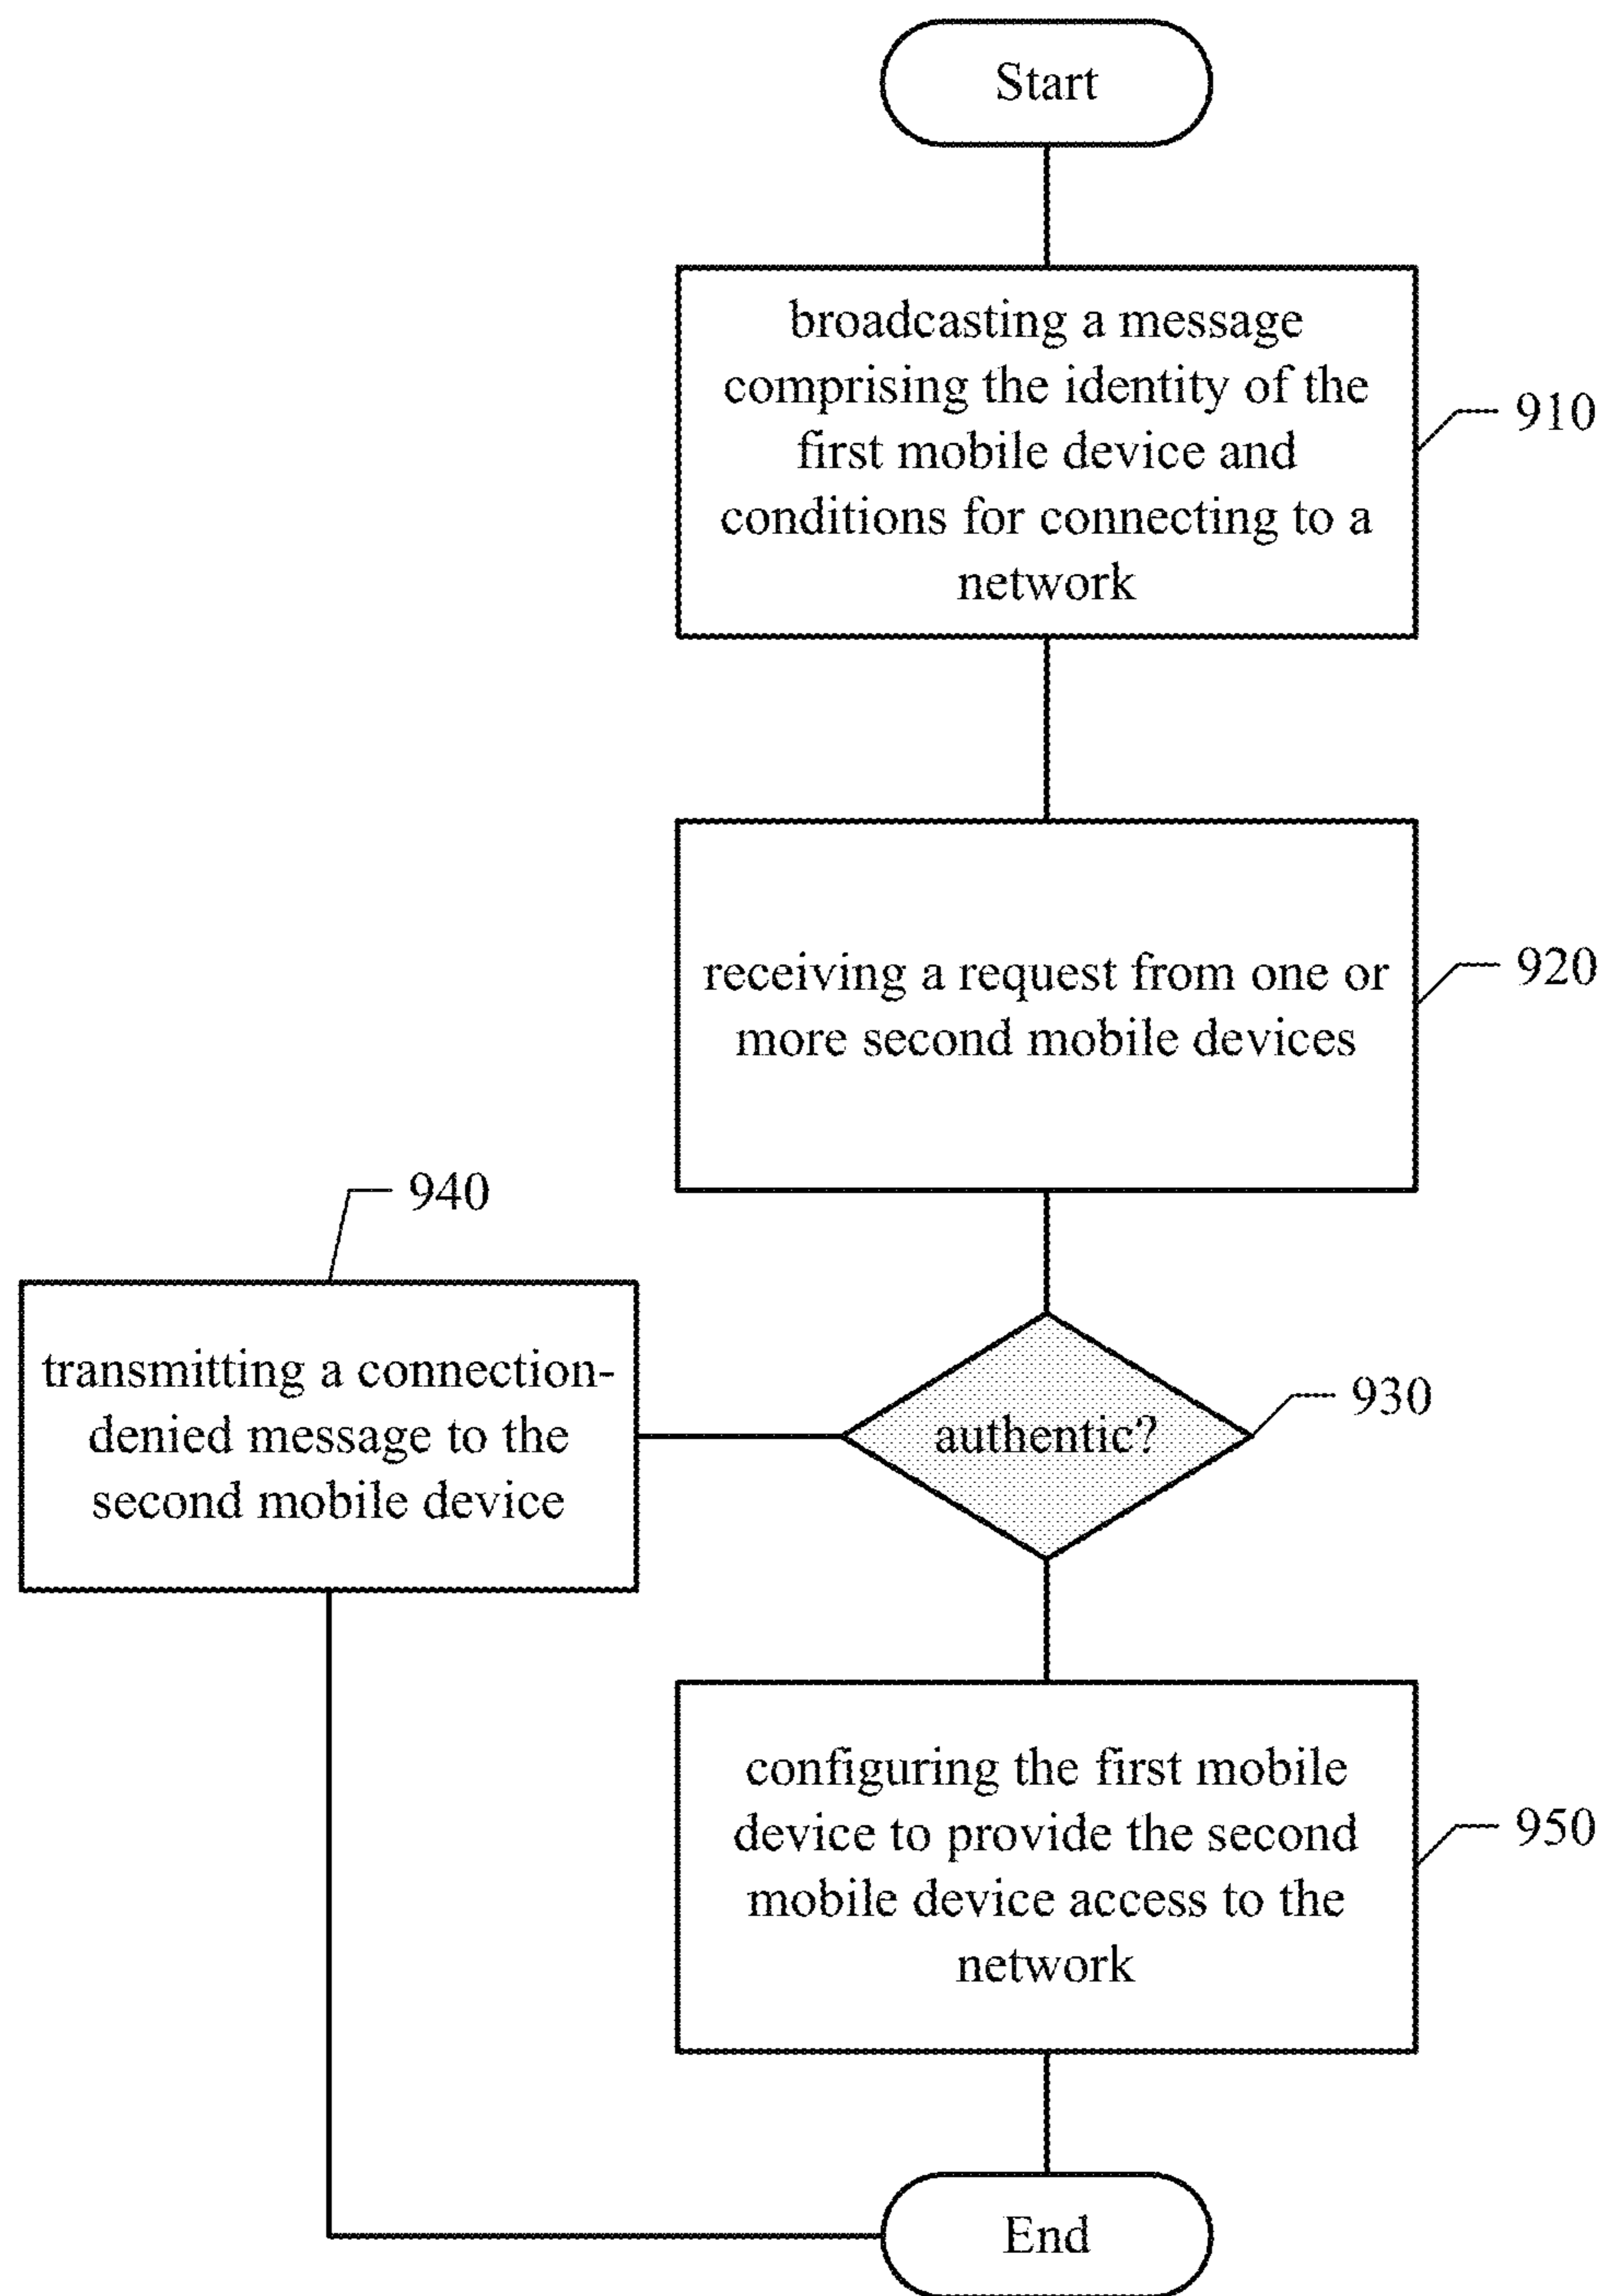 Start
broadcasting a message
comprising the identity of the
first mobile device and
conditions for connecting to a
network
910
receiving a request from one or
more second mobile devices
920
940
transmitting a connection-
denied message to the
second mobile device
authentic?
930
configuring the first mobile
device to provide the second
mobile device access to the
network
950
End